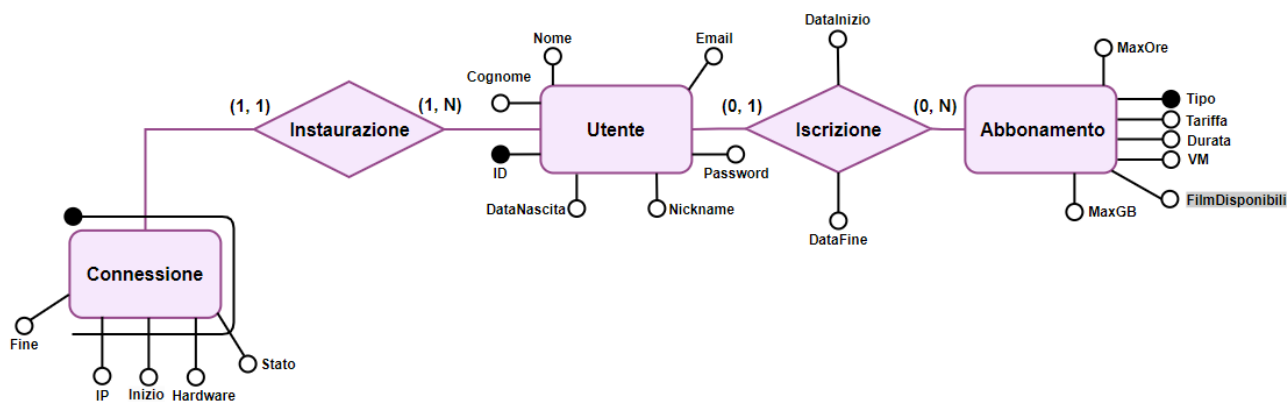 DataInizio
Nome
Email
MaxOre
Cognome
(1, 1)
(1, N)
(0, 1)
(0, N)
Tipo
Instaurazione
Utente
Iscrizione
Abbonamento
Tariffa
Durata
VM
ID
Password
FilmDisponibili
DataNascita
Nickname
MaxGB
DataFine
Connessione
Fine
Stato
IP
Inizio
Hardware